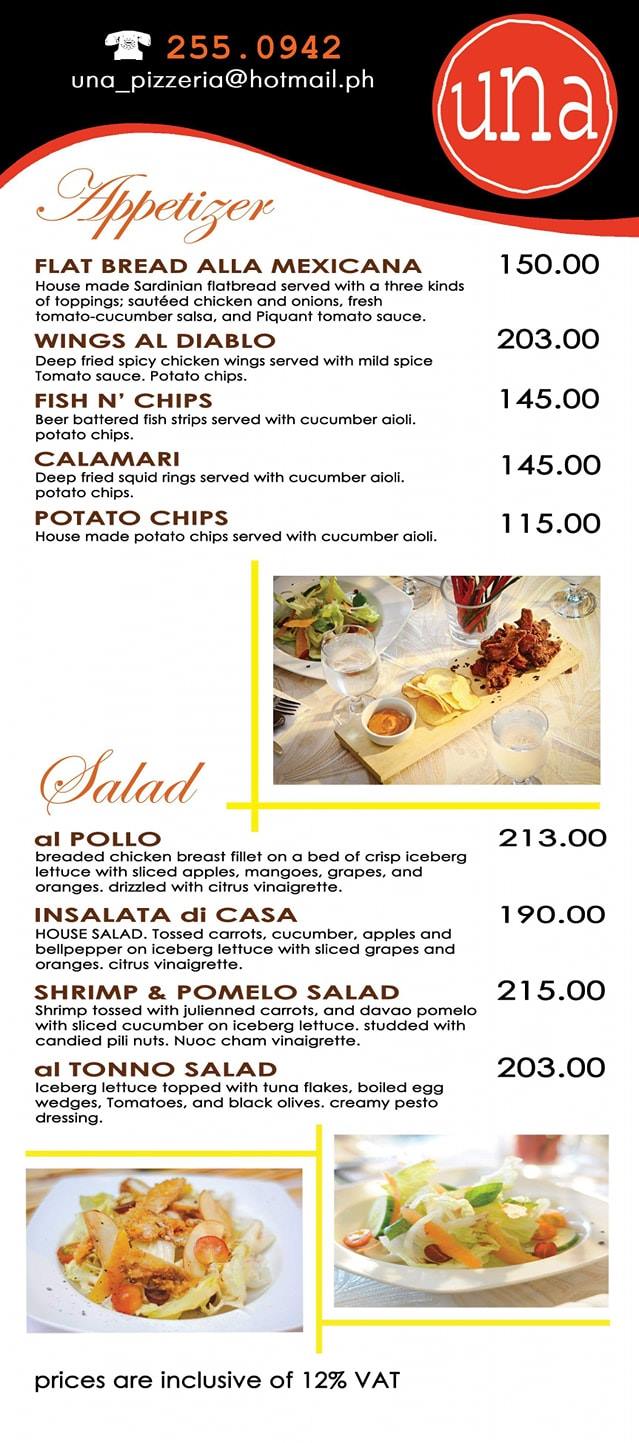 255.0942
una_pizzeria@hotmail.ph
una
Appetizer
FLAT BREAD ALLA MEXICANA 150.00
House made Sardinian flatbread served with a three kinds
of toppings; sautéed chicken and onions, fresh
tomato-cucumber salsa, and Piquant tomato sauce.
WINGS AL DIABLO 203.00
Deep fried spicy chicken wings served with mild spice
Tomato sauce. Potato chips.
FISH N' CHIPS 145.00
Beer battered fish strips served with cucumber aioli.
potato chips.
CALAMARI 145.00
Deep fried squid rings served with cucumber aioli.
potato chips.
POTATO CHIPS 115.00
House made potato chips served with cucumber aioli.
Salad
al POLLO 213.00
breaded chicken breast fillet on a bed of crisp iceberg
lettuce with sliced apples, mangoes, grapes, and
oranges. drizzled with citrus vinaigrette.
INSALATA di CASA 190.00
HOUSE SALAD. Tossed carrots, cucumber, apples and
bellpepper on iceberg lettuce with sliced grapes and
oranges. citrus vinaigrette.
SHRIMP & POMELO SALAD 215.00
Shrimp tossed with julienned carrots, and davao pomelo
with sliced cucumber on iceberg lettuce. studded with
candied pili nuts. Nuoc cham vinaigrette.
al TONNO SALAD 203.00
Iceberg lettuce topped with tuna flakes, boiled egg
wedges, Tomatoes, and black olives. creamy pesto
dressing.
prices are inclusive of 12% VAT